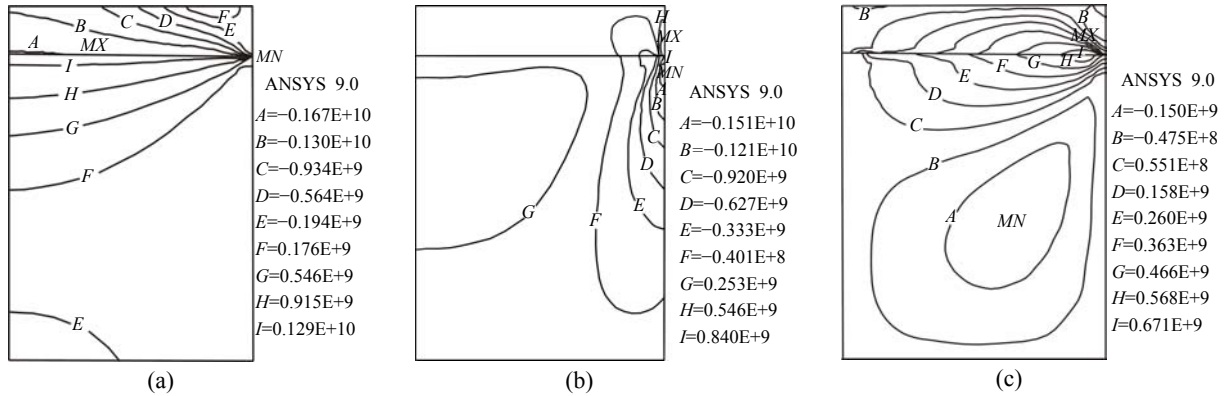 F
C
D
B
E
A
MX
MN
I
H
G
F
E
ANSYS 9.0
A=−0.167E+10
B=−0.130E+10
C=−0.934E+9
D=−0.564E+9
E=−0.194E+9
F=0.176E+9
G=0.546E+9
H=0.915E+9
I=0.129E+10
(a)
H
MX
I
MN
A
B
C
D
E
F
G
ANSYS 9.0
A=−0.151E+10
B=−0.121E+10
C=−0.920E+9
D=−0.627E+9
E=−0.333E+9
F=−0.401E+8
G=0.253E+9
H=0.546E+9
I=0.840E+9
(b)
B
B
MX
I
H
G
F
E
D
C
B
A
MN
ANSYS 9.0
A=−0.150E+9
B=−0.475E+8
C=0.551E+8
D=0.158E+9
E=0.260E+9
F=0.363E+9
G=0.466E+9
H=0.568E+9
I=0.671E+9
(c)